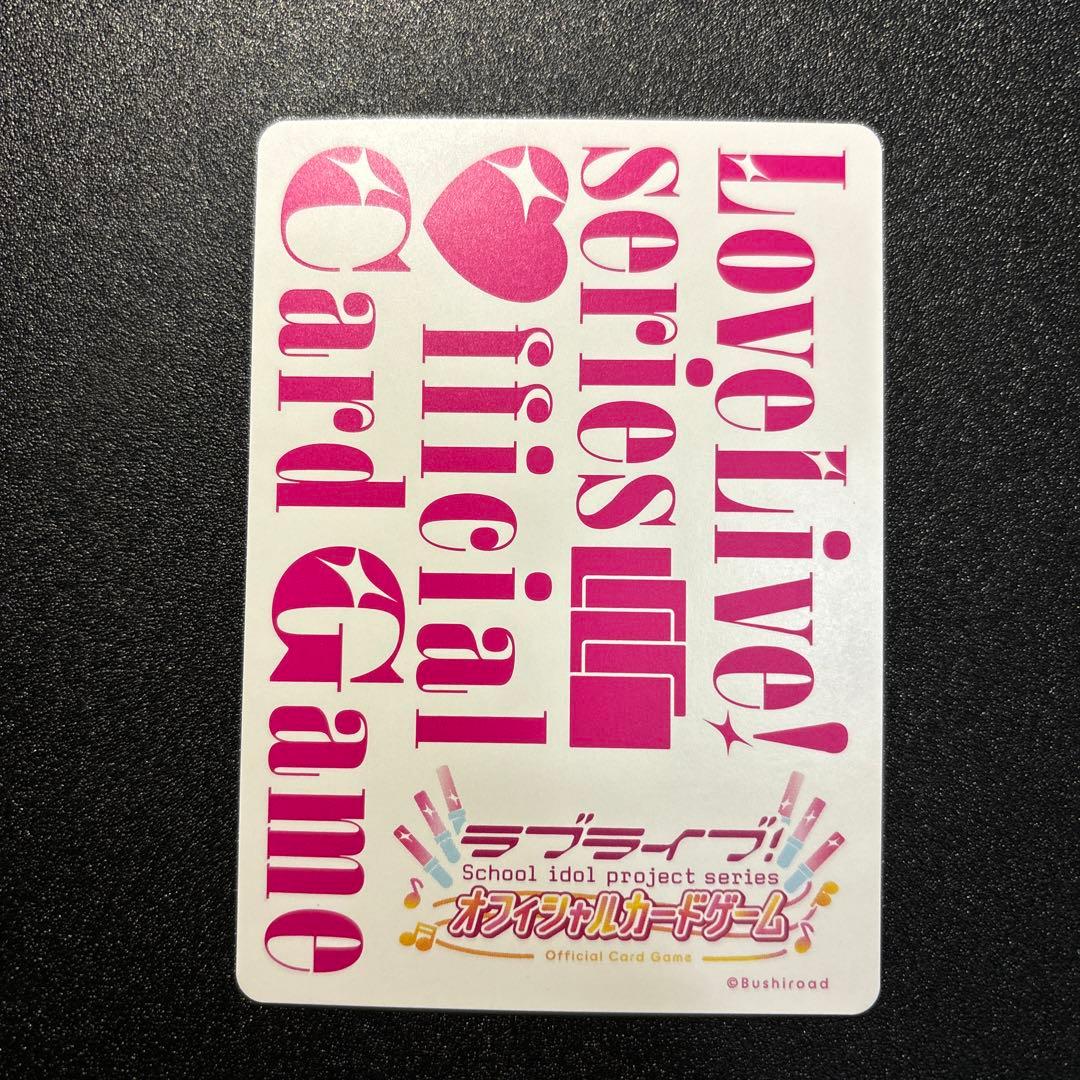 LoveLive!
series
♥fficial
Card Game
ラブライブ!
School idol project series
オフィシャルカードゲーム
Official Card Game
©Bushiroad